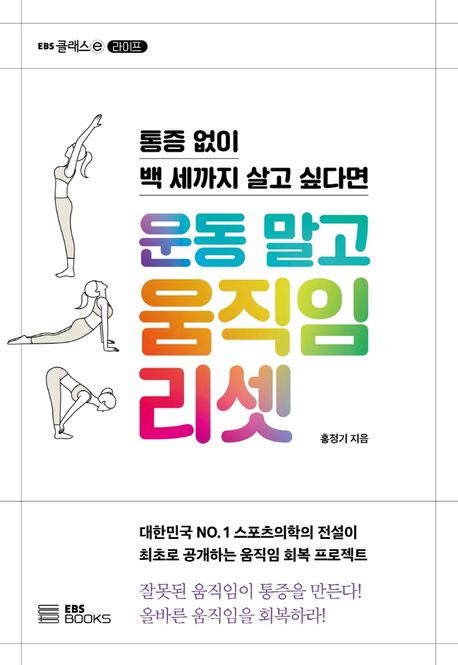 EBS 클래스 e 라이프
통증 없이
백 세까지 살고 싶다면
운동 말고
움직임
리셋
홍정기 지음
대한민국 NO.1 스포츠의학의 전설이
최초로 공개하는 움직임 회복 프로젝트
잘못된 움직임이 통증을 만든다!
올바른 움직임을 회복하라!
EBS
BOOKS